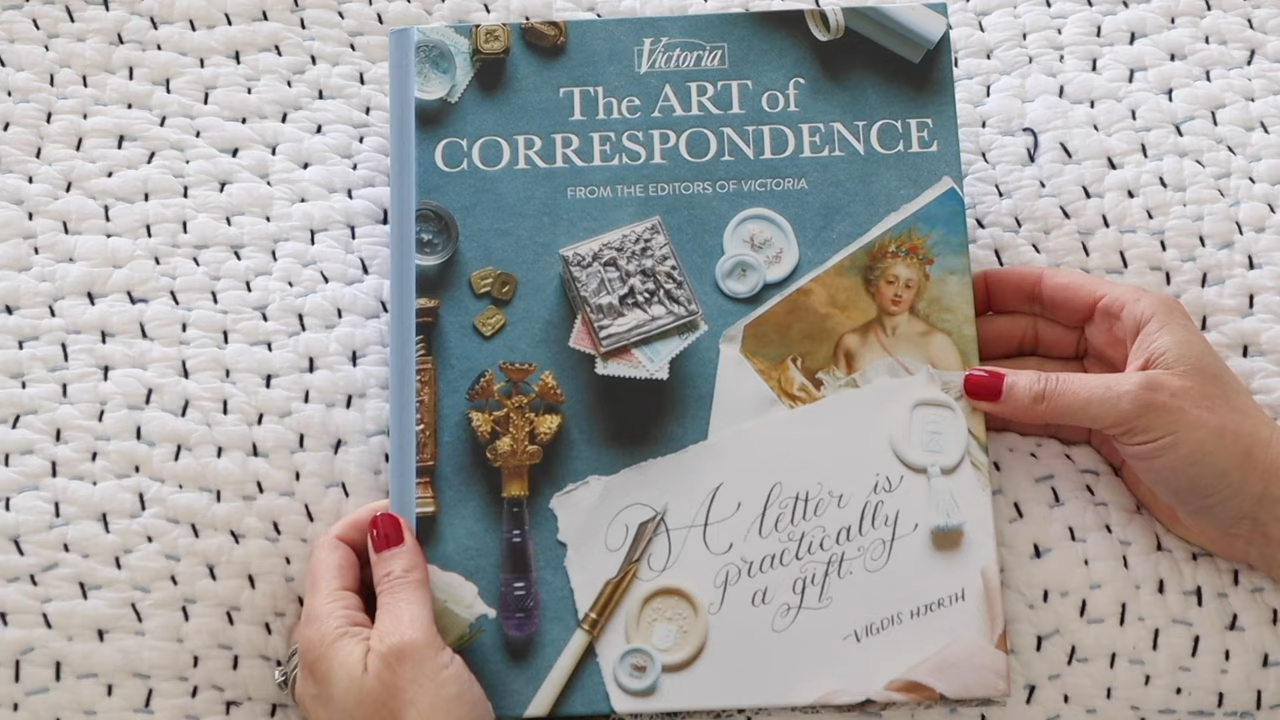 Victoria
The ART of
CORRESPONDENCE
FROM THE EDITORS OF VICTORIA
A letter is
practically
a gift.
~VIGDIS HJORTH